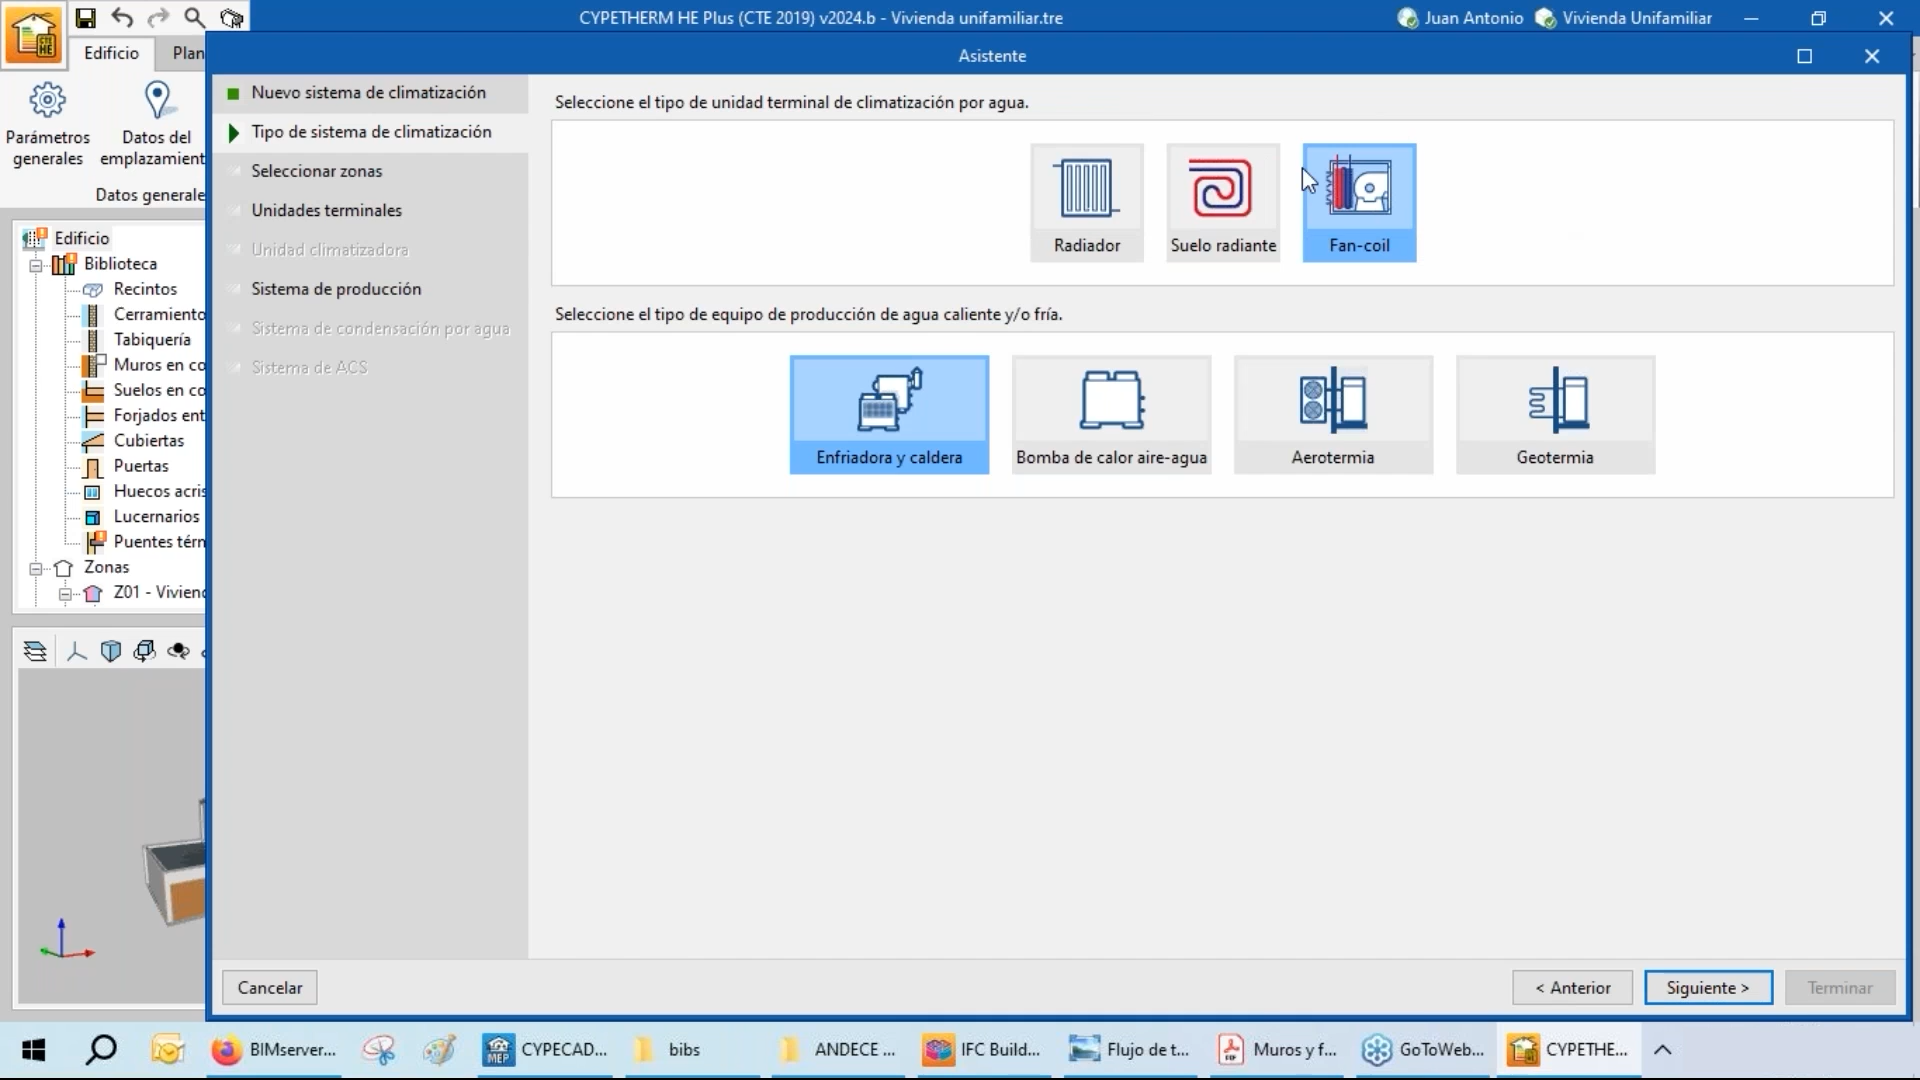 CYPETHERM HE Plus (CTE 2019) v2024.b - Vivienda unifamiliar.tre
Juan Antonio
Vivienda Unifamiliar
CTE
HE
Edificio
Plan
Asistente
Parámetros
generales
Datos del
emplazamient
Datos generale
Nuevo sistema de climatización
Tipo de sistema de climatización
Seleccionar zonas
Unidades terminales
Unidad climatizadora
Sistema de producción
Sistema de condensación por agua
Sistema de ACS
Seleccione el tipo de unidad terminal de climatización por agua.
Radiador
Suelo radiante
Fan-coil
Seleccione el tipo de equipo de producción de agua caliente y/o fría.
Enfriadora y caldera
Bomba de calor aire-agua
Aerotermia
Geotermia
Edificio
Biblioteca
Recintos
Cerramiento
Tabiquería
Muros en co
Suelos en co
Forjados ent
Cubiertas
Puertas
Huecos acris
Lucernarios
Puentes térn
Zonas
Z01 - Viviend
Cancelar
< Anterior
Siguiente >
Terminar
BIMserver...
MEP
CYPECAD...
bibs
ANDECE ...
IFC Build...
Flujo de t...
Muros y f...
GoToWeb...
CYPETHE...